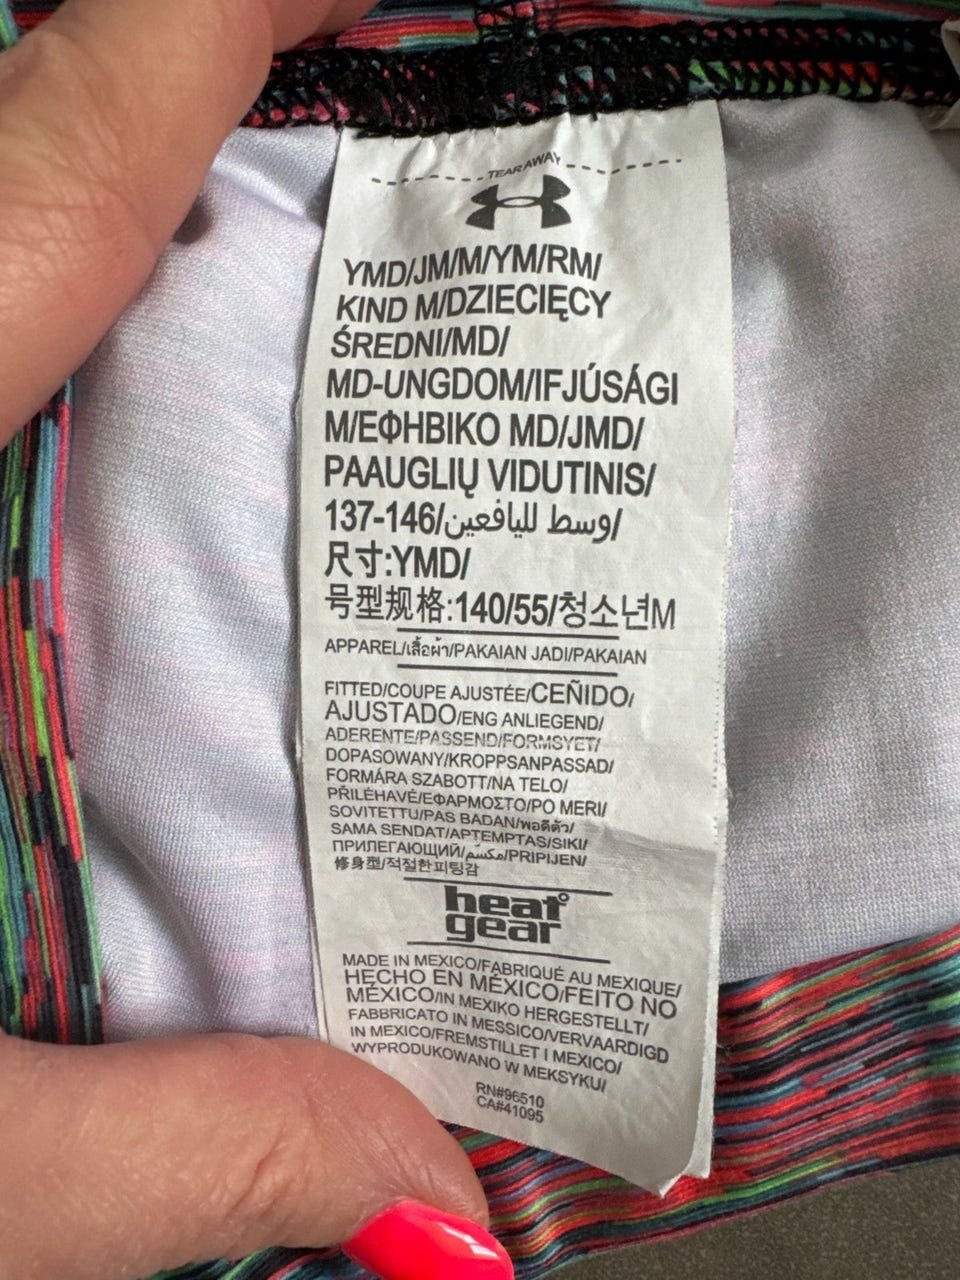 TEAR AWAY
YMD/JM/M/YM/RM/
KIND M/DZIECIĘCY
ŚREDNI/MD/
MD-UNGDOM/IFJÚSÁGI
M/ΕΦΗΒΙΚΟ MD/JMD/
PAAUGLIŲ VIDUTINIS/
137-146/وسط لليافعين/
尺寸:YMD/
号型规格:140/55/청소년M
APPAREL/เสื้อผ้า/PAKAIAN JADI/PAKAIAN
FITTED/COUPE AJUSTÉE/CEÑIDO/
AJUSTADO/ENG ANLIEGEND/
ADERENTE/PASSEND/FORMSYET/
DOPASOWANY/KROPPSANPASSAD/
FORMÁRA SZABOTT/NA TELO/
PŘILÉHAVÉ/ΕΦΑΡΜΟΣΤΟ/PO MERI/
SOVITETTU/PAS BADAN/พอดีตัว/
SAMA SENDAT/APTEMPTAS/SIKI/
ПРИЛЕГАЮЩИЙ/مكسّم/PRIPIJEN/
修身型/적절한피팅감
heat
gear
MADE IN MEXICO/FABRIQUÉ AU MEXIQUE/
HECHO EN MÉXICO/FEITO NO
MÉXICO/IN MEXIKO HERGESTELLT/
FABBRICATO IN MESSICO/VERVAARDIGD
IN MEXICO/FREMSTILLET I MEXICO/
WYPRODUKOWANO W MEKSYKU/
RN#96510
CA#41095